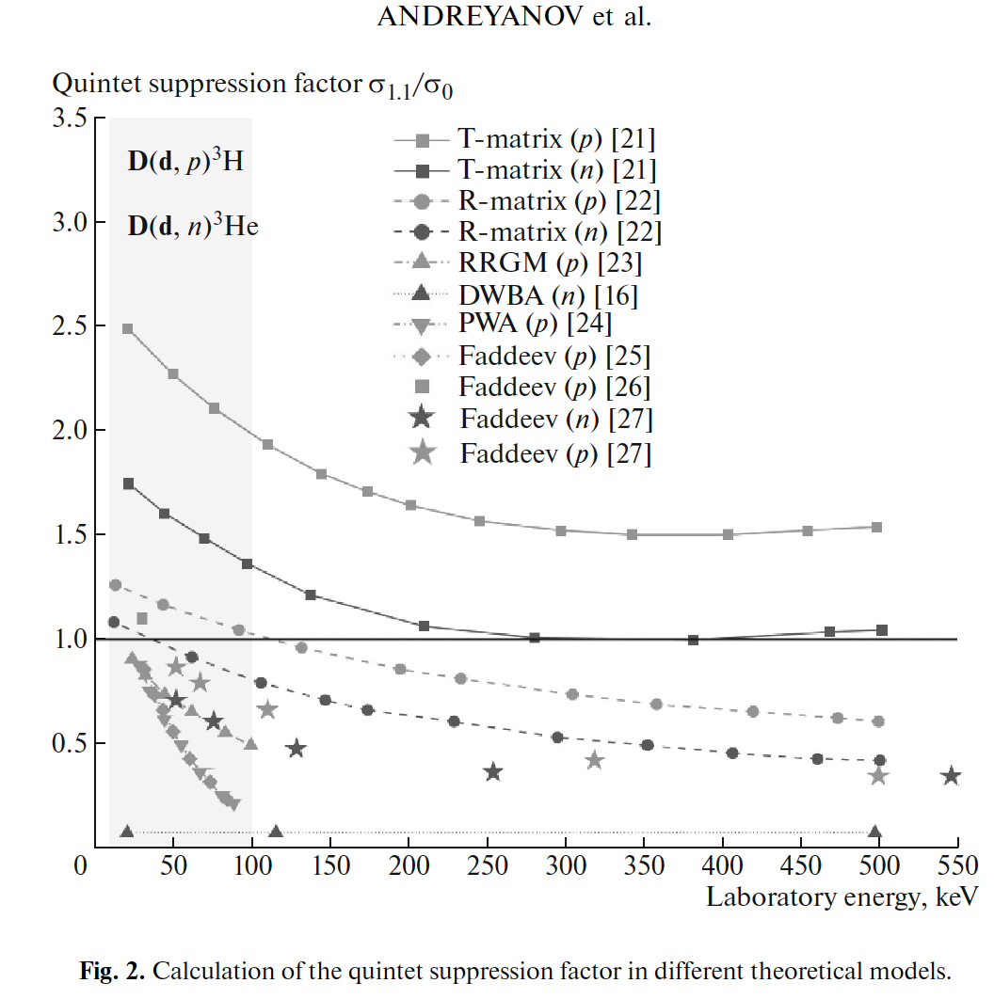 ANDREYANOV et al.
Quintet suppression factor σ1.1/σ0
3.5
D(d, p)³H
T-matrix (p) [21]
T-matrix (n) [21]
R-matrix (p) [22]
3.0
D(d, n)³He
R-matrix (n) [22]
RRGM (p) [23]
DWBA (n) [16]
2.5
PWA (p) [24]
Faddeev (p) [25]
Faddeev (p) [26]
2.0
Faddeev (n) [27]
Faddeev (p) [27]
1.5
1.0
0.5
0 50 100 150 200 250 300 350 400 450 500 550
Laboratory energy, keV
Fig. 2. Calculation of the quintet suppression factor in different theoretical models.